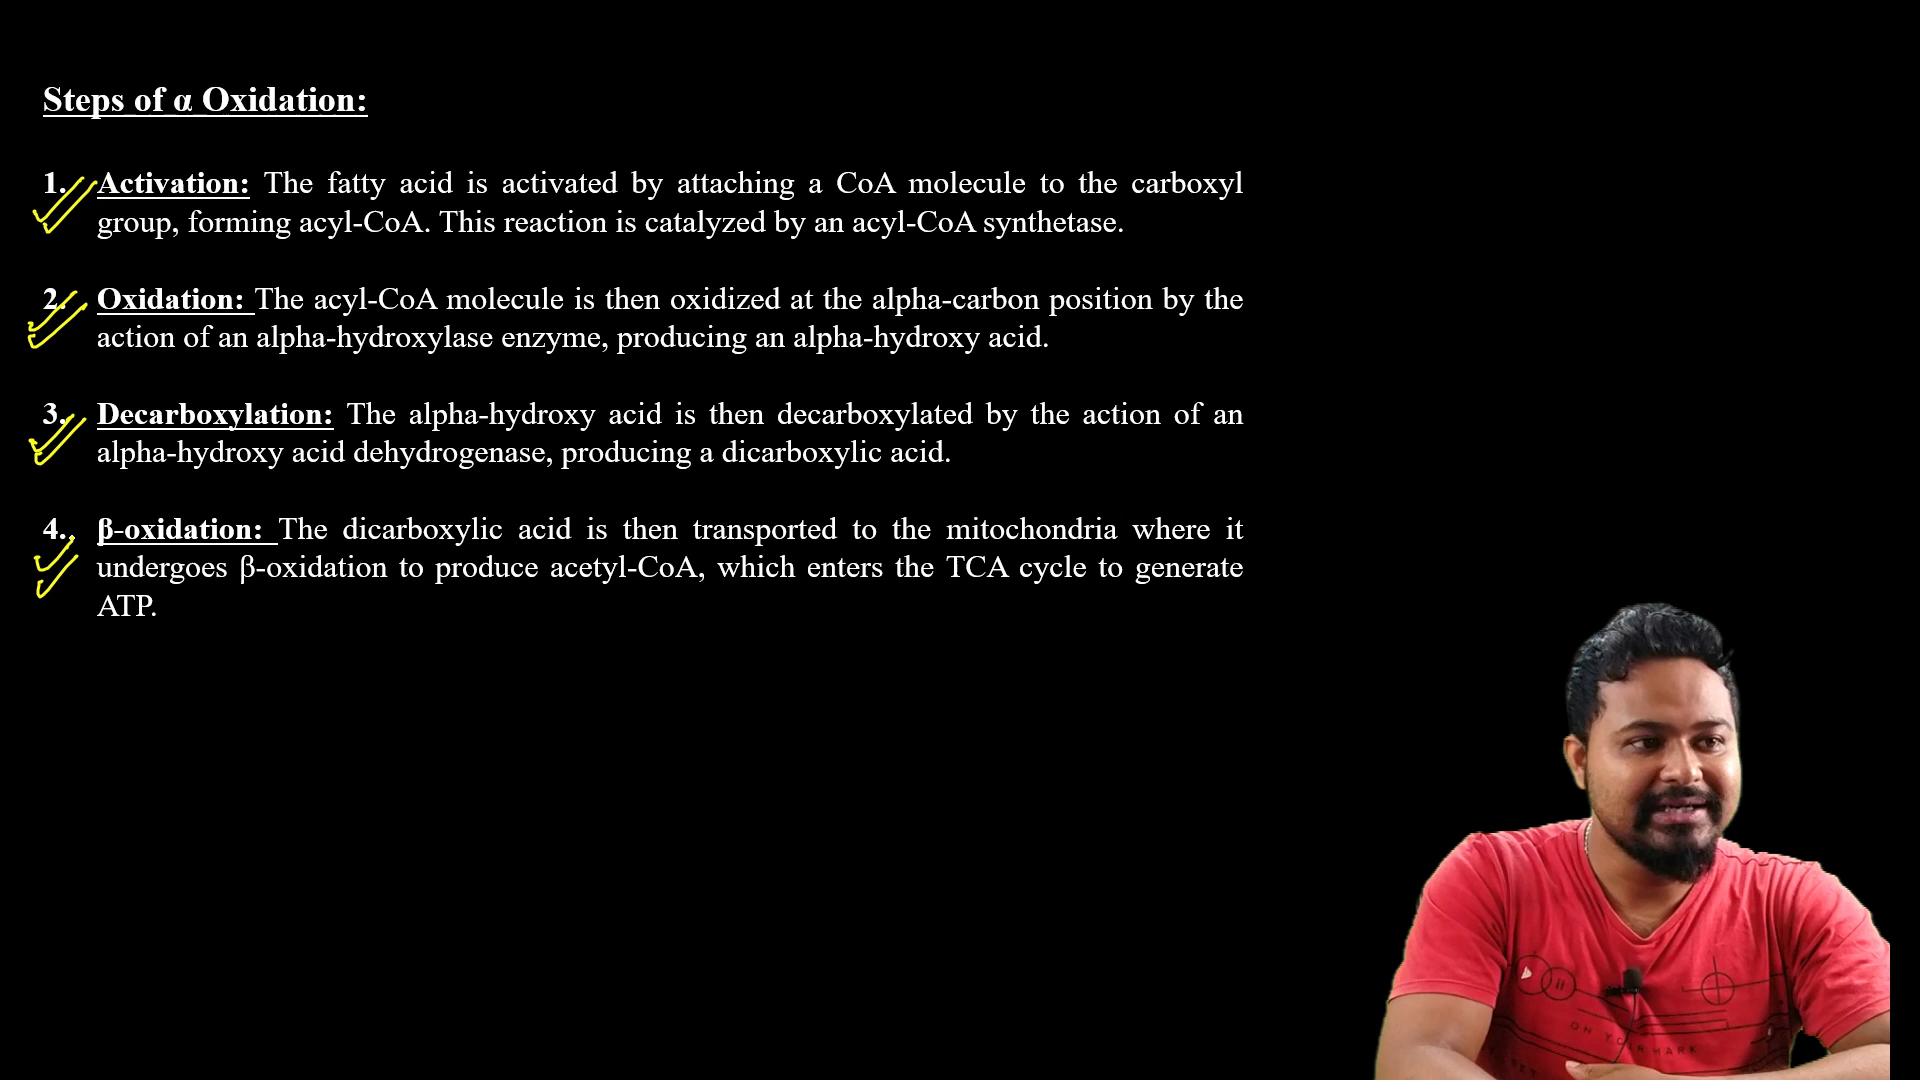 Steps of α Oxidation:
1. Activation: The fatty acid is activated by attaching a CoA molecule to the carboxyl
group, forming acyl-CoA. This reaction is catalyzed by an acyl-CoA synthetase.
2. Oxidation: The acyl-CoA molecule is then oxidized at the alpha-carbon position by the
action of an alpha-hydroxylase enzyme, producing an alpha-hydroxy acid.
3. Decarboxylation: The alpha-hydroxy acid is then decarboxylated by the action of an
alpha-hydroxy acid dehydrogenase, producing a dicarboxylic acid.
4.. β-oxidation: The dicarboxylic acid is then transported to the mitochondria where it
undergoes β-oxidation to produce acetyl-CoA, which enters the TCA cycle to generate
ATP.
ON YOUR MARK